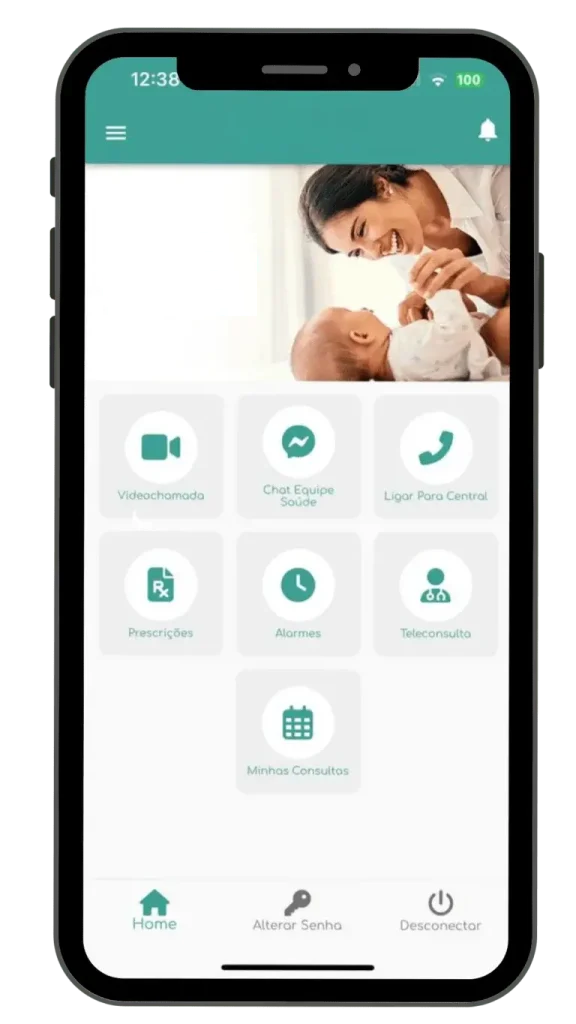 12:38
100
Videochamada
Chat Equipe
Saúde
Ligar Para Central
Prescrições
Alarmes
Teleconsulta
Minhas Consultas
Home
Alterar Senha
Desconectar